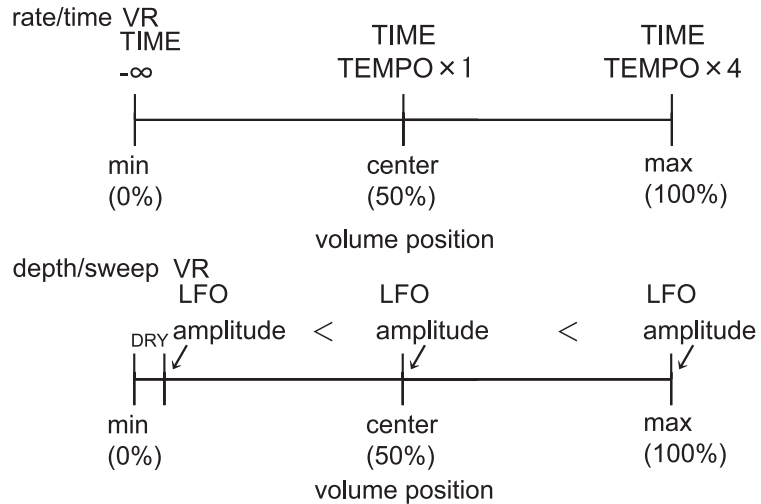 rate/time VR
TIME TIME TIME
-∞ TEMPO×1 TEMPO×4
min center max
(0%) (50%) (100%)
volume position
depth/sweep VR
LFO LFO LFO
DRY amplitude < amplitude < amplitude
min center max
(0%) (50%) (100%)
volume position